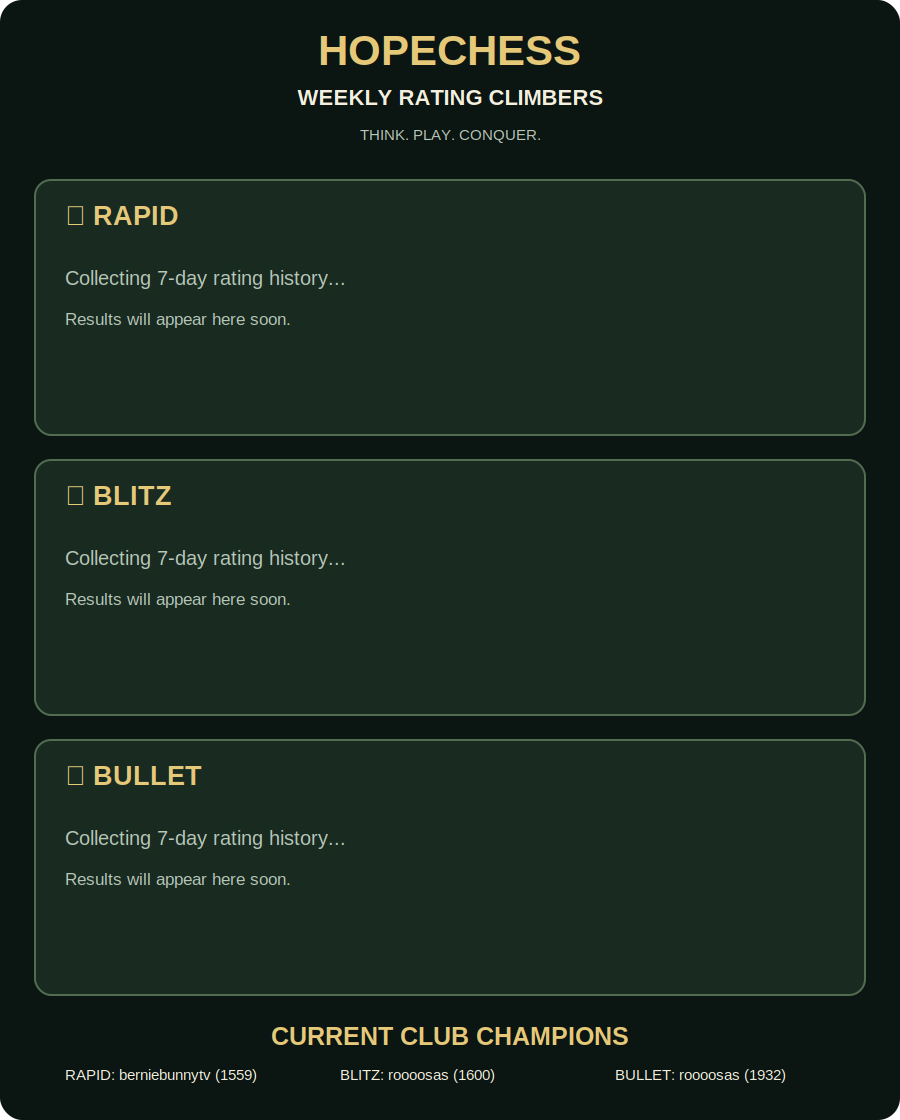 HOPECHESS
WEEKLY RATING CLIMBERS
THINK. PLAY. CONQUER.
RAPID
Collecting 7-day rating history...
Results will appear here soon.
BLITZ
Collecting 7-day rating history...
Results will appear here soon.
BULLET
Collecting 7-day rating history...
Results will appear here soon.
CURRENT CLUB CHAMPIONS
RAPID: berniebunnytv (1559) BLITZ: roooosas (1600) BULLET: roooosas (1932)